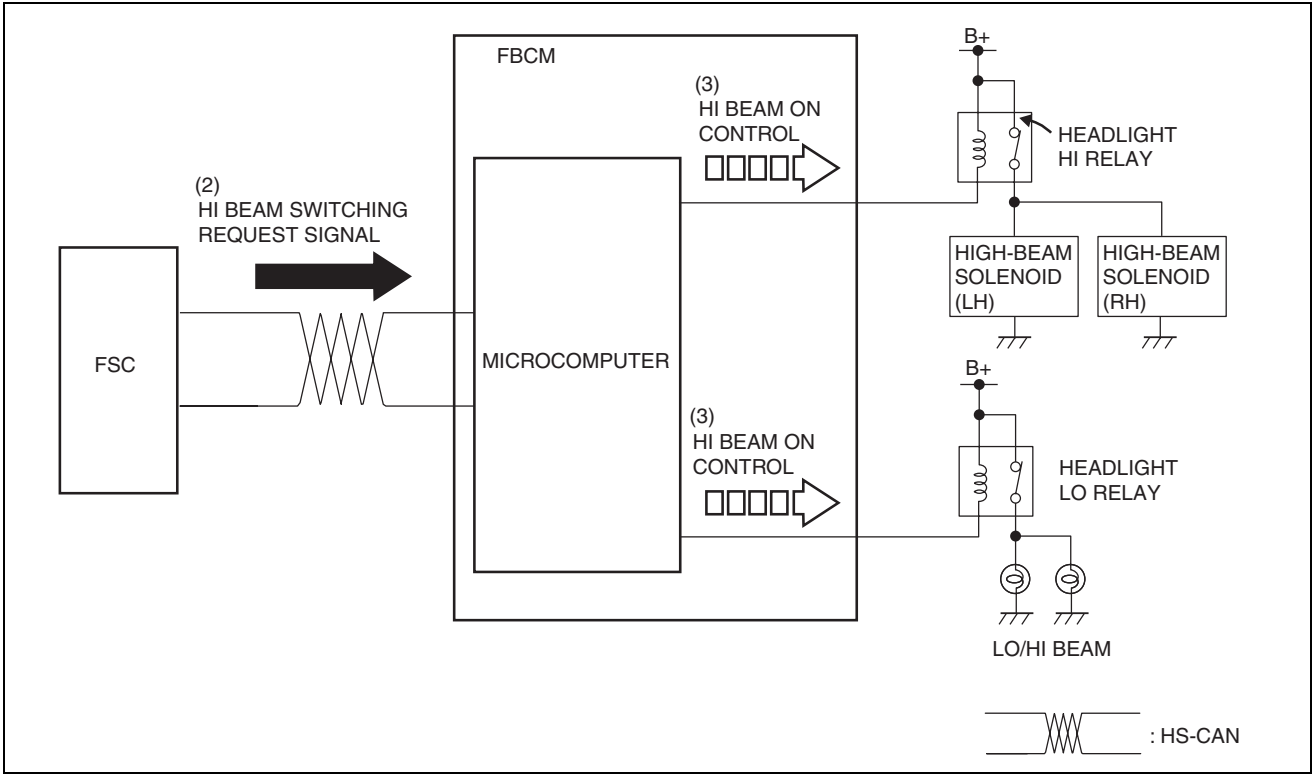 FBCM
(3)
HI BEAM ON
CONTROL
B+
HEADLIGHT
HI RELAY
(2)
HI BEAM SWITCHING
REQUEST SIGNAL
HIGH-BEAM
SOLENOID
(LH)
HIGH-BEAM
SOLENOID
(RH)
FSC
MICROCOMPUTER
(3)
HI BEAM ON
CONTROL
B+
HEADLIGHT
LO RELAY
LO/HI BEAM
: HS-CAN